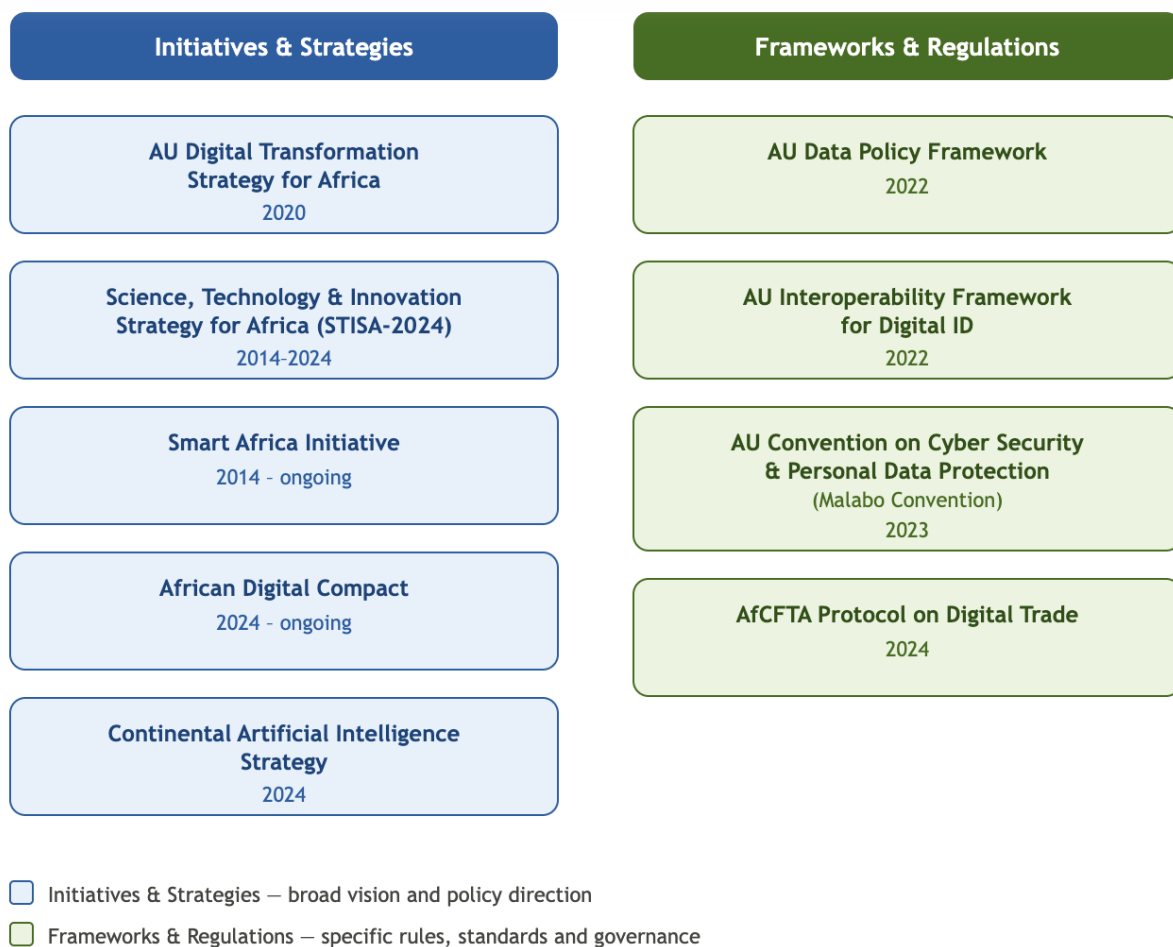 Initiatives & Strategies
AU Digital Transformation
Strategy for Africa
2020
Science, Technology & Innovation
Strategy for Africa (STISA-2024)
2014–2024
Smart Africa Initiative
2014 – ongoing
African Digital Compact
2024 – ongoing
Continental Artificial Intelligence
Strategy
2024
Frameworks & Regulations
AU Data Policy Framework
2022
AU Interoperability Framework
for Digital ID
2022
AU Convention on Cyber Security
& Personal Data Protection
(Malabo Convention)
2023
AfCFTA Protocol on Digital Trade
2024
Initiatives & Strategies — broad vision and policy direction
Frameworks & Regulations — specific rules, standards and governance